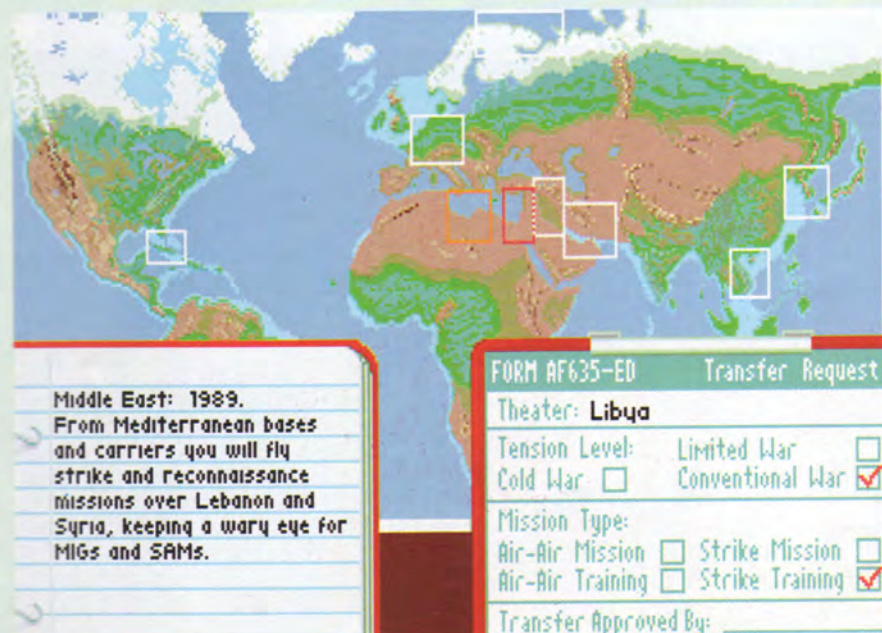 Middle East: 1989.
From Mediterranean bases
and carriers you will fly
strike and reconnaissance
missions over Lebanon and
Syria, keeping a wary eye for
MIGs and SAMs.
FORM AF635-ED Transfer Request
Theater: Libya
Tension Level: Limited War
Cold War Conventional War
Mission Type:
Air-Air Mission Strike Mission
Air-Air Training Strike Training
Transfer Approved By: